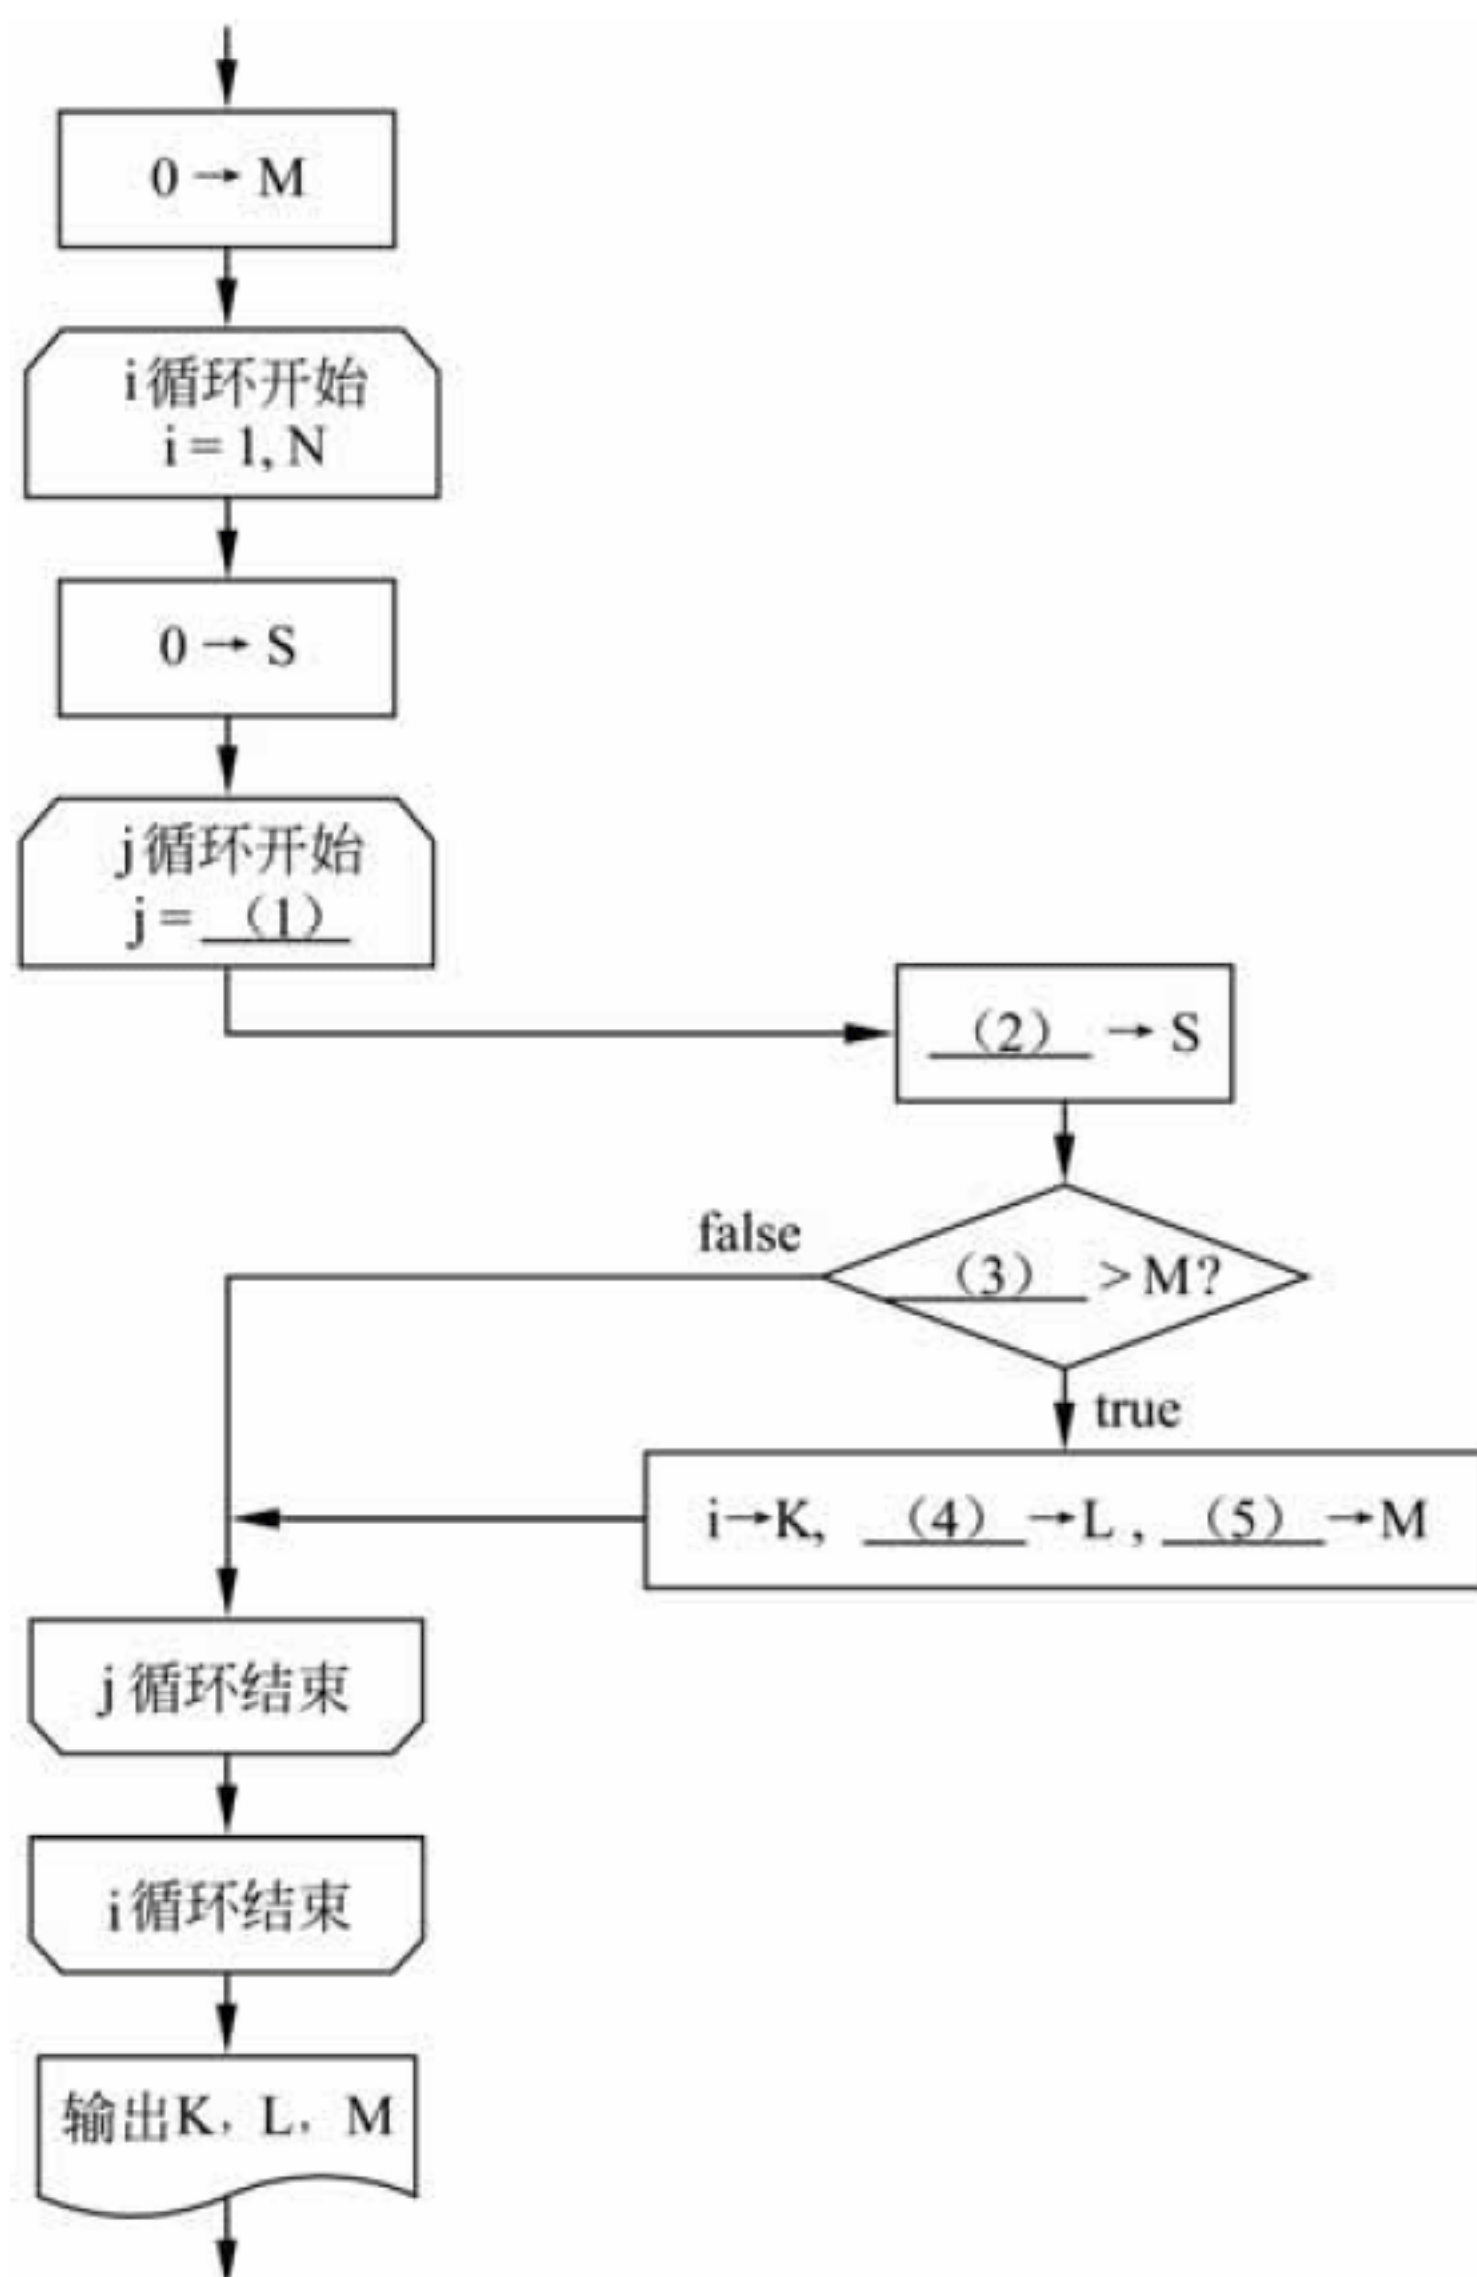 0→M
i循环开始
i = 1, N
0→S
j循环开始
j = （1）
（2） →S
false
（3） > M?
true
i→K, （4）→L , （5）→M
j循环结束
i循环结束
输出K，L，M